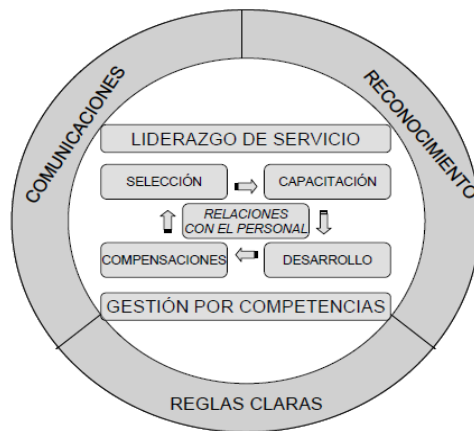 COMUNICACIONES
RECONOCIMIENTO
LIDERAZGO DE SERVICIO
SELECCIÓN
CAPACITACIÓN
RELACIONES
CON EL PERSONAL
COMPENSACIONES
DESARROLLO
GESTIÓN POR COMPETENCIAS
REGLAS CLARAS